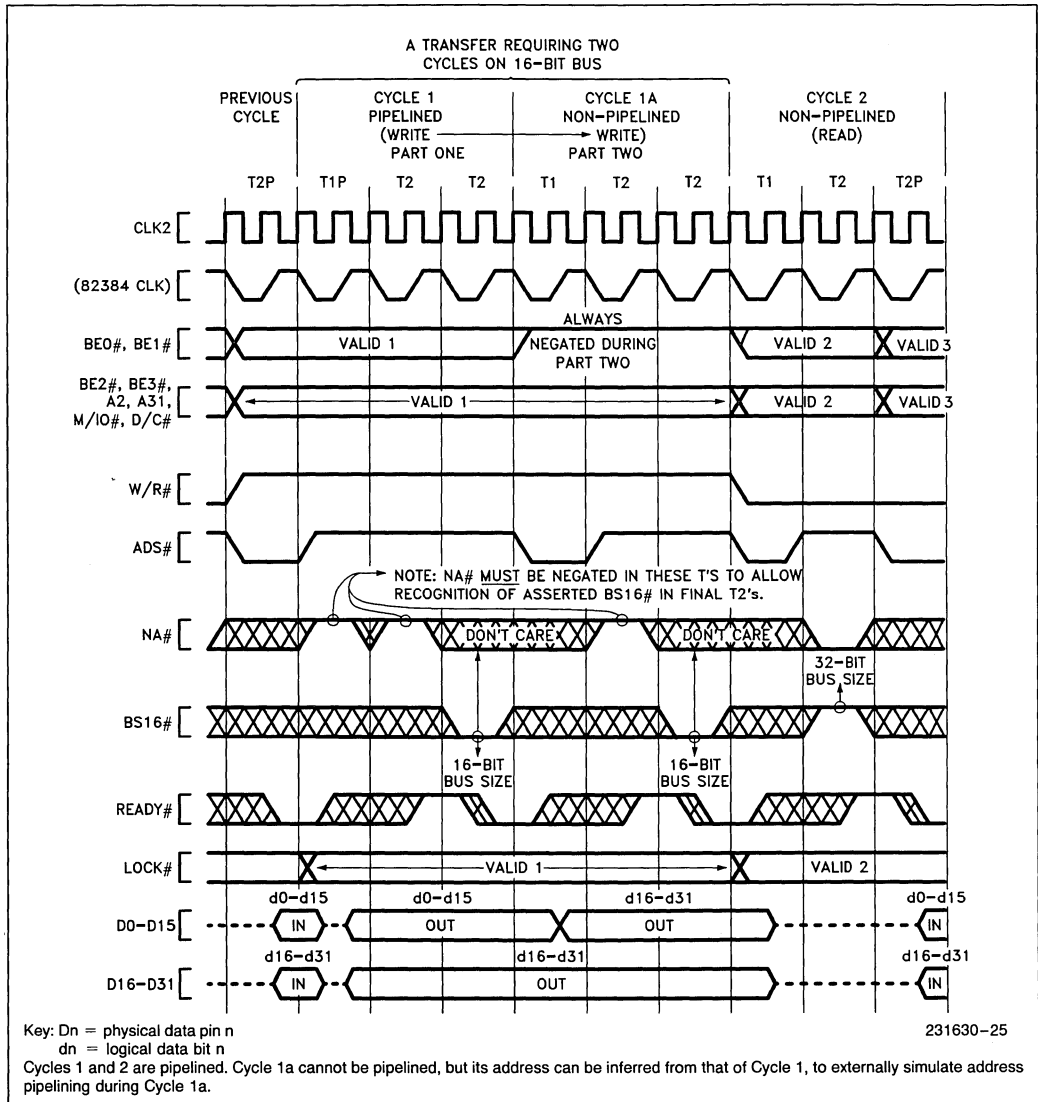 A TRANSFER REQUIRING TWO
CYCLES ON 16-BIT BUS
PREVIOUS
CYCLE
CYCLE 1
PIPELINED
(WRITE
PART ONE
CYCLE 1A
NON-PIPELINED
WRITE)
PART TWO
CYCLE 2
NON-PIPELINED
(READ)
T2P T1P T2 T2 T1 T2 T2 T1 T2 T2P
CLK2
(82384 CLK)
BE0#, BE1#
VALID 1
ALWAYS
NEGATED DURING
PART TWO
VALID 2
VALID 3
BE2#, BE3#,
A2, A31,
M/IO#, D/C#
VALID 1
VALID 2
VALID 3
W/R#
ADS#
NOTE: NA# MUST BE NEGATED IN THESE T'S TO ALLOW
RECOGNITION OF ASSERTED BS16# IN FINAL T2's.
NA#
DON'T CARE
DON'T CARE
32-BIT
BUS SIZE
BS16#
16-BIT
BUS SIZE
16-BIT
BUS SIZE
READY#
LOCK#
VALID 1
VALID 2
d0-d15 d0-d15 d16-d31 d0-d15
D0-D15
IN OUT OUT IN
d16-d31 d16-d31 d16-d31
D16-D31
IN OUT IN
Key: Dn = physical data pin n
231630-25
dn = logical data bit n
Cycles 1 and 2 are pipelined. Cycle 1a cannot be pipelined, but its address can be inferred from that of Cycle 1, to externally simulate address
pipelining during Cycle 1a.